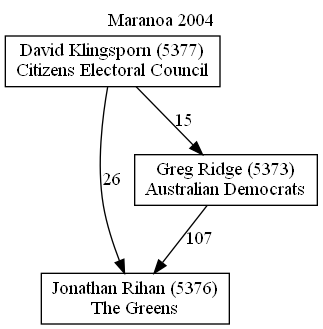 Maranoa 2004
David Klingsporn (5377)
Citizens Electoral Council
15
Greg Ridge (5373)
Australian Democrats
26
107
Jonathan Rihan (5376)
The Greens